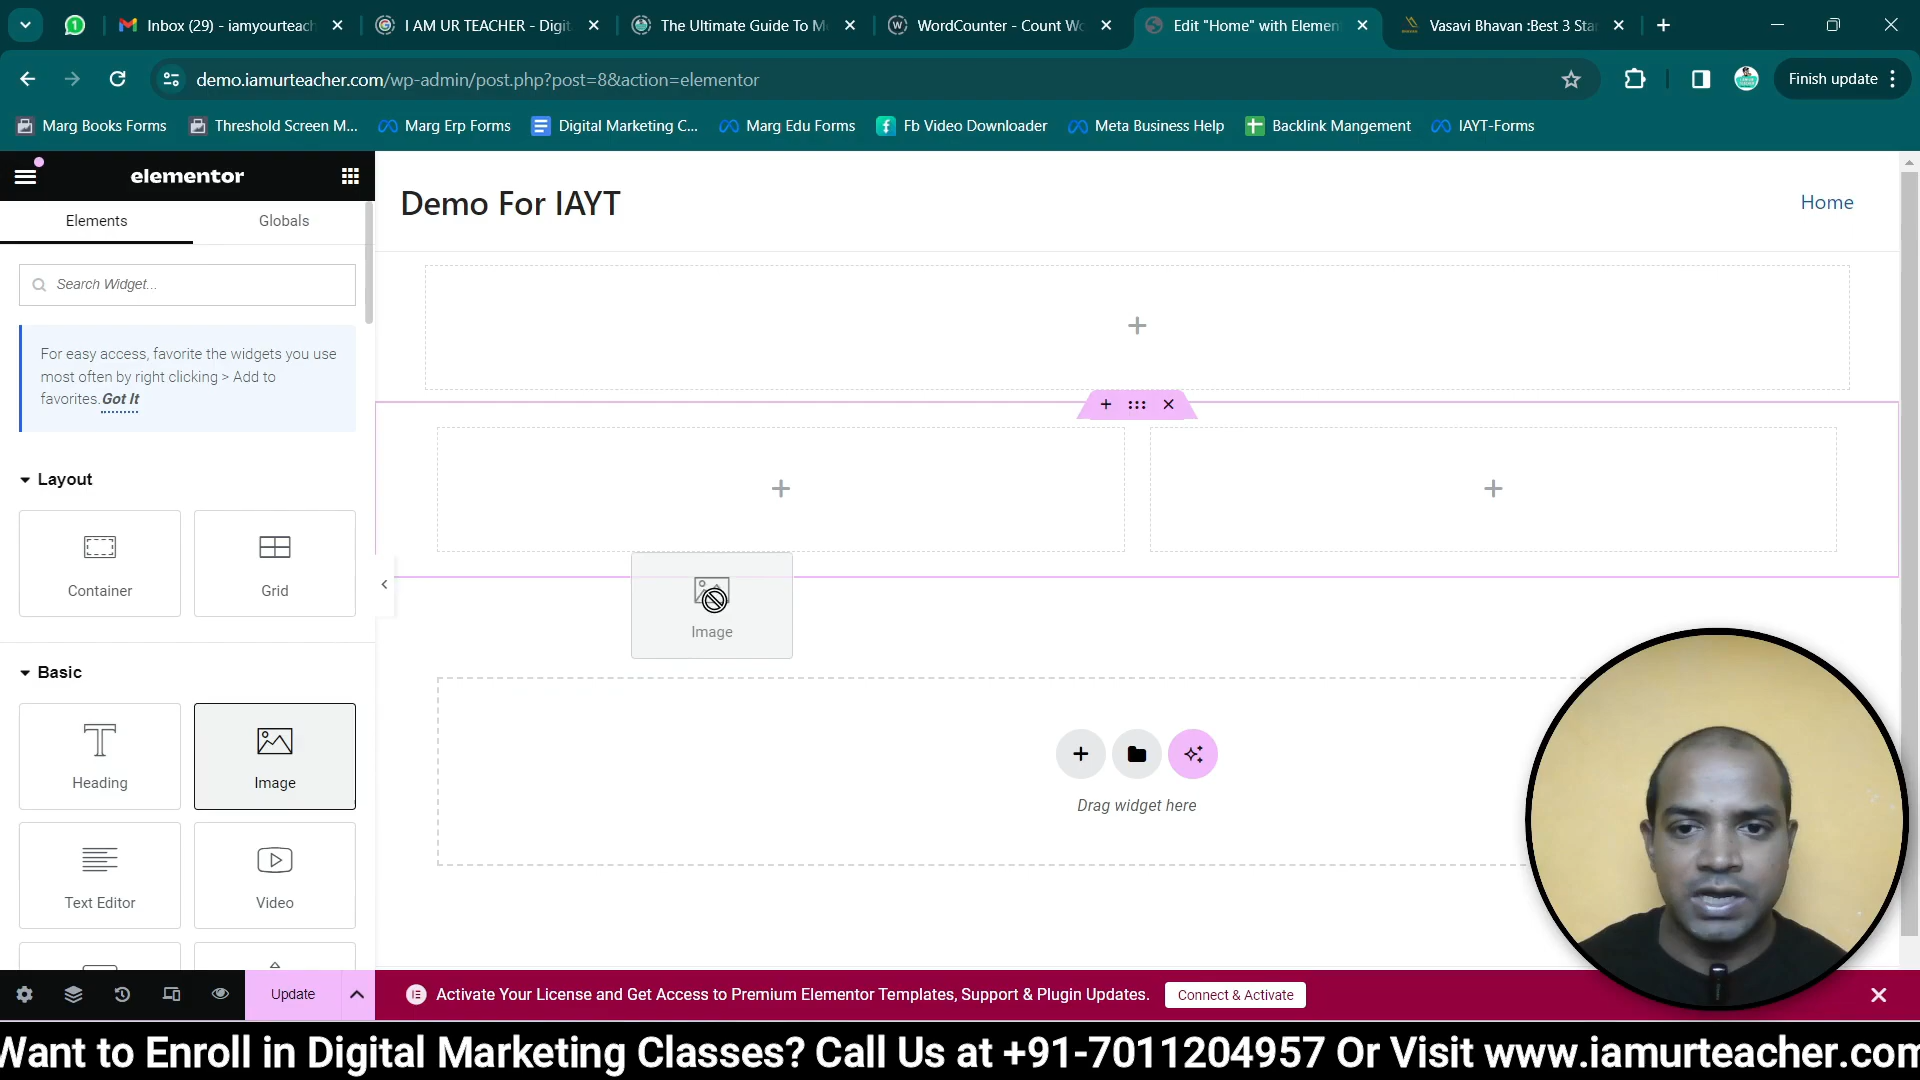 Inbox (29) - iamyourteach
I AM UR TEACHER - Digit
The Ultimate Guide To M
WordCounter - Count Wo
Edit "Home" with Elemen
Vasavi Bhavan :Best 3 Sta
demo.iamurteacher.com/wp-admin/post.php?post=8&action=elementor
Finish update
Marg Books Forms
Threshold Screen M...
Marg Erp Forms
Digital Marketing C...
Marg Edu Forms
Fb Video Downloader
Meta Business Help
Backlink Mangement
IAYT-Forms
elementor
Elements
Globals
Search Widget...
For easy access, favorite the widgets you use
most often by right clicking > Add to
favorites. Got It
Layout
Container
Grid
Basic
Heading
Image
Text Editor
Video
Update
Demo For IAYT
Home
Image
Drag widget here
Activate Your License and Get Access to Premium Elementor Templates, Support & Plugin Updates.
Connect & Activate
Want to Enroll in Digital Marketing Classes? Call Us at +91-7011204957 Or Visit www.iamurteacher.com